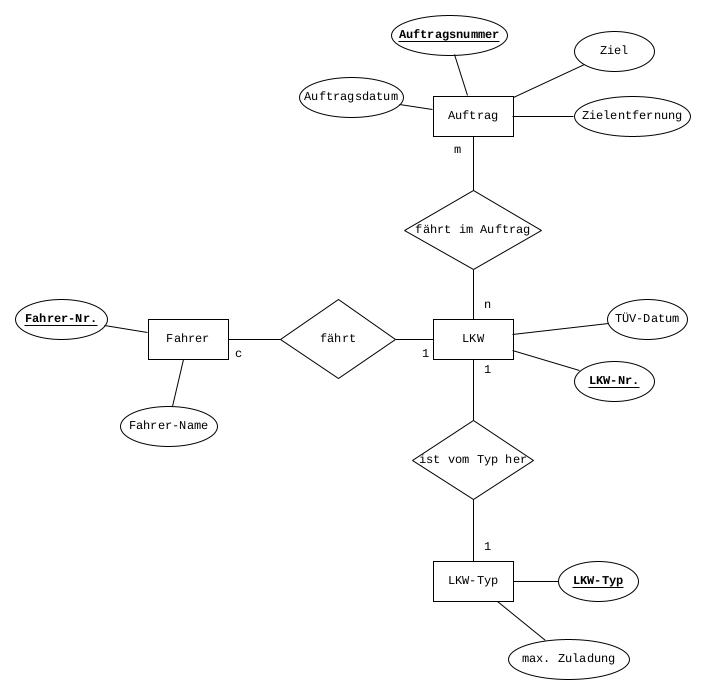 Auftragsnummer
Ziel
Auftragsdatum
Auftrag
Zielentfernung
m
fährt im Auftrag
n
Fahrer-Nr.
Fahrer
c
fährt
1
LKW
TÜV-Datum
1
LKW-Nr.
Fahrer-Name
ist vom Typ her
1
LKW-Typ
LKW-Typ
max. Zuladung